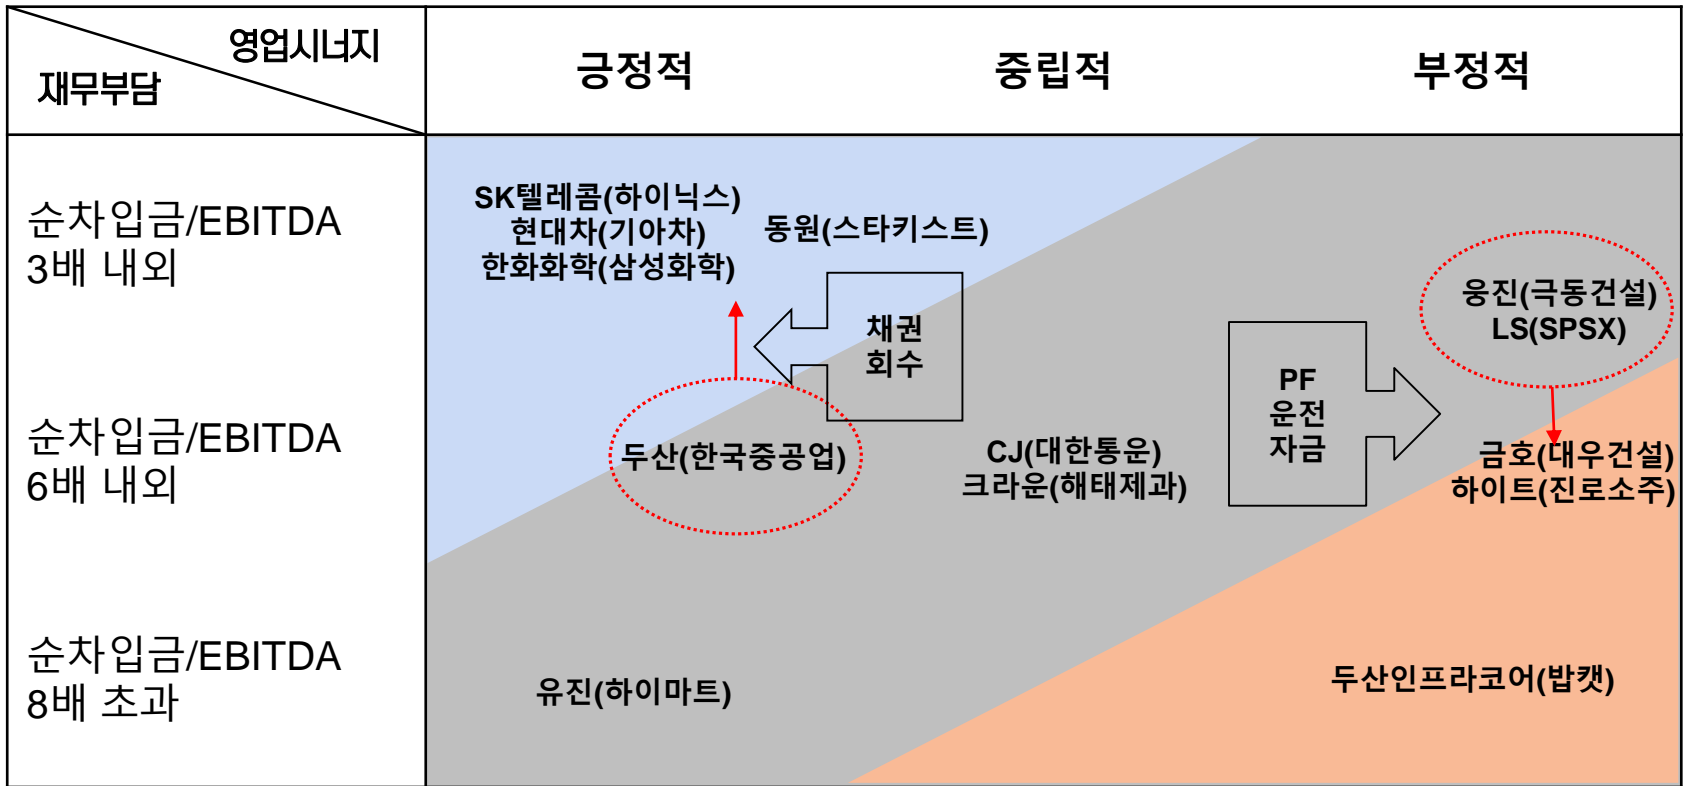 영업시너지
재무부담
긍정적
중립적
부정적
순차입금/EBITDA
3배 내외
SK텔레콤(하이닉스)
현대차(기아차)
한화화학(삼성화학)
동원(스타키스트)
채권
회수
웅진(극동건설)
LS(SPSX)
순차입금/EBITDA
6배 내외
두산(한국중공업)
CJ(대한통운)
크라운(해태제과)
PF
운전
자금
금호(대우건설)
하이트(진로소주)
순차입금/EBITDA
8배 초과
유진(하이마트)
두산인프라코어(밥캣)